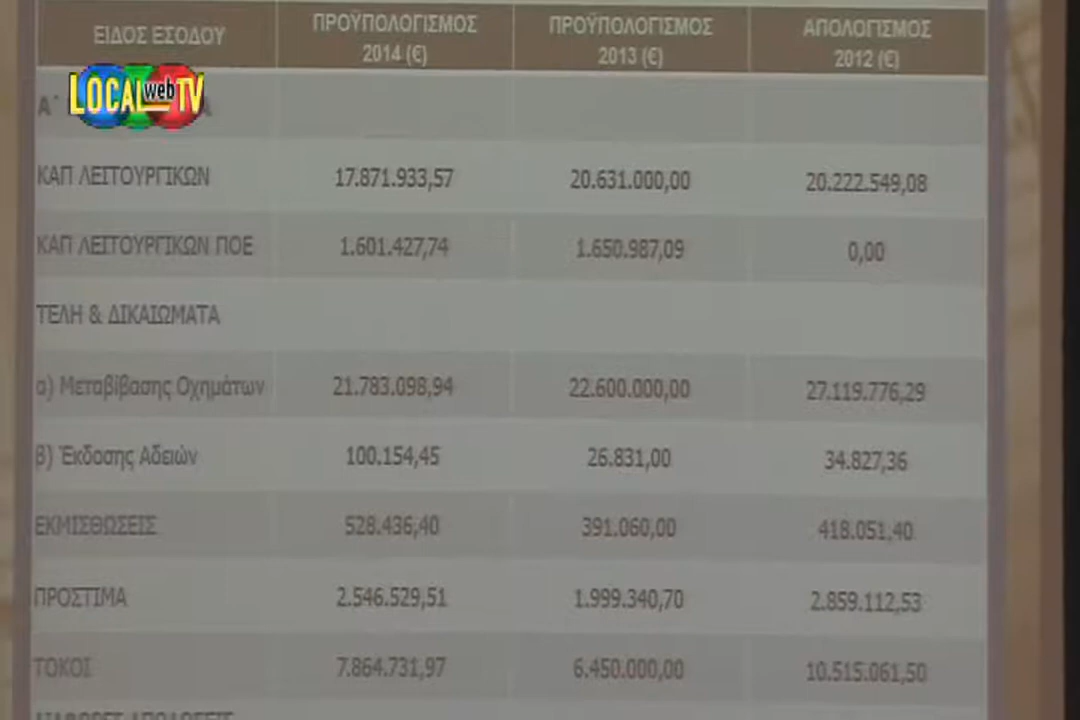 ΕΙΔΟΣ ΕΣΟΔΟΥ ΠΡΟΫΠΟΛΟΓΙΣΜΟΣ 2014 (€) ΠΡΟΫΠΟΛΟΓΙΣΜΟΣ 2013 (€) ΑΠΟΛΟΓΙΣΜΟΣ 2012 (€)
LOCAL web TV
Α΄
ΚΑΠ ΛΕΙΤΟΥΡΓΙΚΩΝ 17.871.933,57 20.631.000,00 20.222.549,08
ΚΑΠ ΛΕΙΤΟΥΡΓΙΚΩΝ ΠΟΕ 1.601.427,74 1.650.987,09 0,00
ΤΕΛΗ & ΔΙΚΑΙΩΜΑΤΑ
α) Μεταβίβασης Οχημάτων 21.783.098,94 22.600.000,00 27.119.776,29
β) Έκδοσης Αδειών 100.154,45 26.831,00 34.827,36
ΕΚΜΙΣΘΩΣΕΙΣ 528.436,40 391.060,00 418.051,40
ΠΡΟΣΤΙΜΑ 2.546.529,51 1.999.340,70 2.859.112,53
ΤΟΚΟΙ 7.864.731,97 6.450.000,00 10.515.061,50